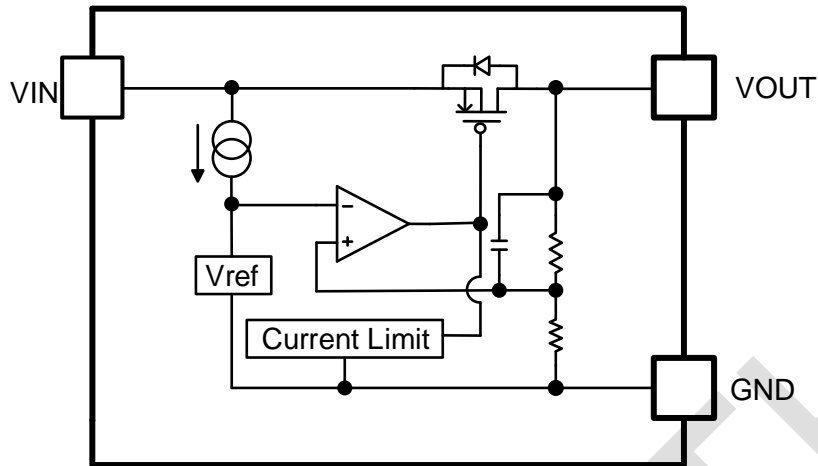 VIN
VOUT
−
+
Vref
Current Limit
GND